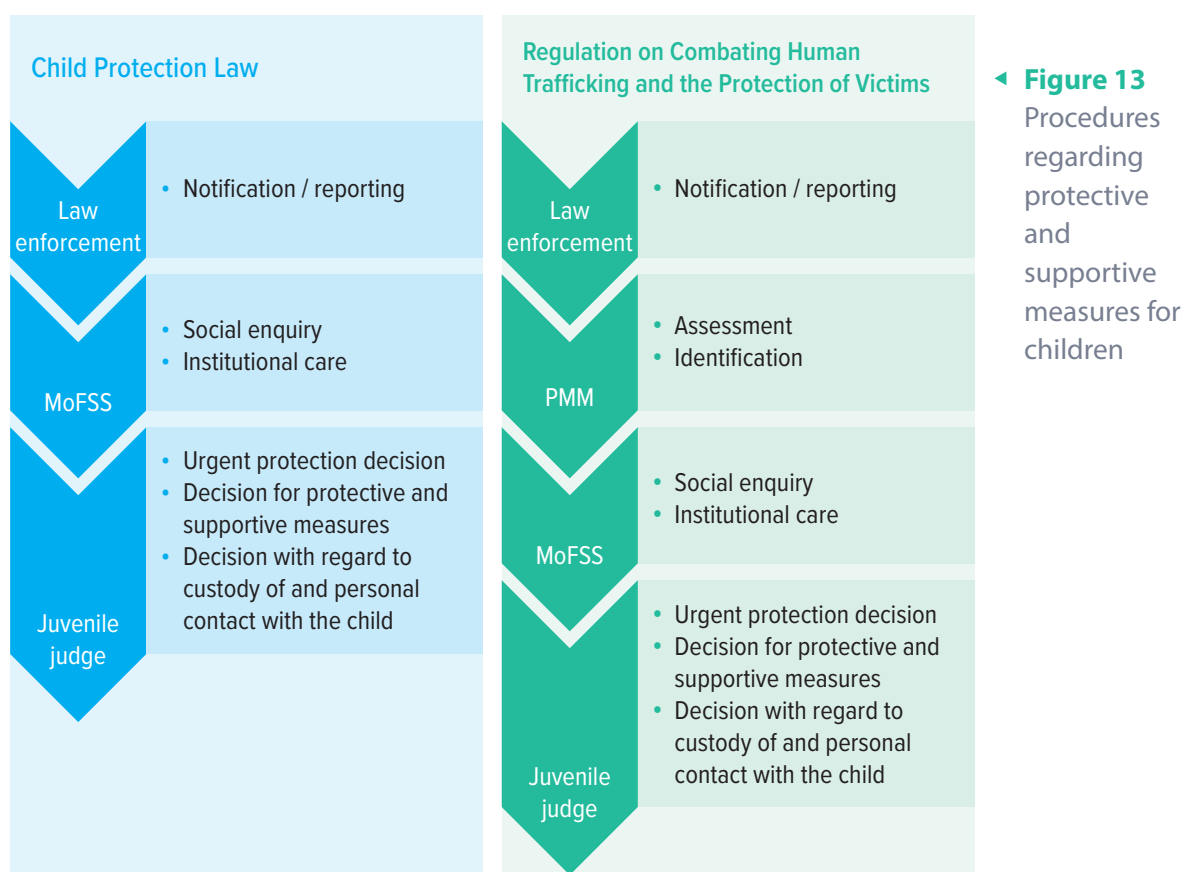 Child Protection Law
Law
enforcement
• Notification / reporting
MoFSS
• Social enquiry
• Institutional care
Juvenile
judge
• Urgent protection decision
• Decision for protective and
supportive measures
• Decision with regard to
custody of and personal
contact with the child
Regulation on Combating Human
Trafficking and the Protection of Victims
Law
enforcement
• Notification / reporting
PMM
• Assessment
• Identification
MoFSS
• Social enquiry
• Institutional care
Juvenile
judge
• Urgent protection decision
• Decision for protective and
supportive measures
• Decision with regard to
custody of and personal
contact with the child
Figure 13
Procedures
regarding
protective
and
supportive
measures for
children